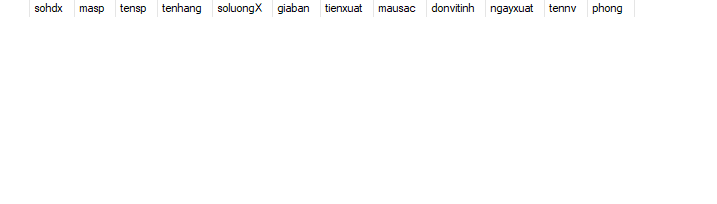 sohdx masp tensp tenhang soluongX giaban tienxuat mausac donvitinh ngayxuat tennv phong